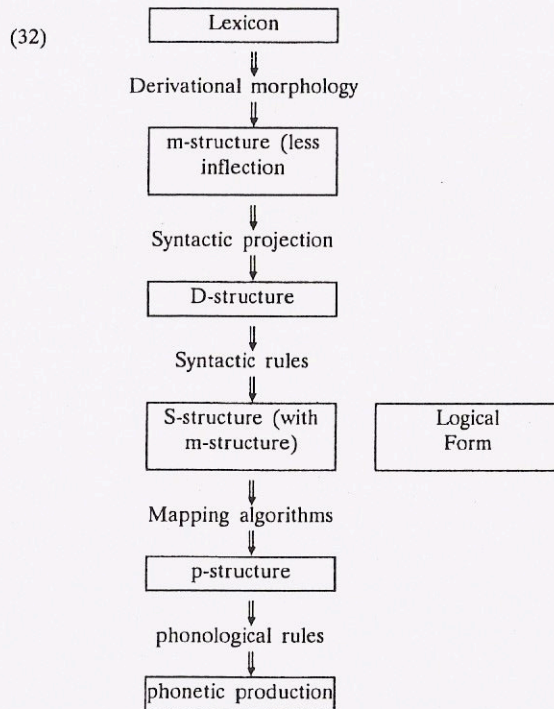 (32)
Lexicon
Derivational morphology
m-structure (less
inflection
Syntactic projection
D-structure
Syntactic rules
S-structure (with
m-structure)
Logical
Form
Mapping algorithms
p-structure
phonological rules
phonetic production